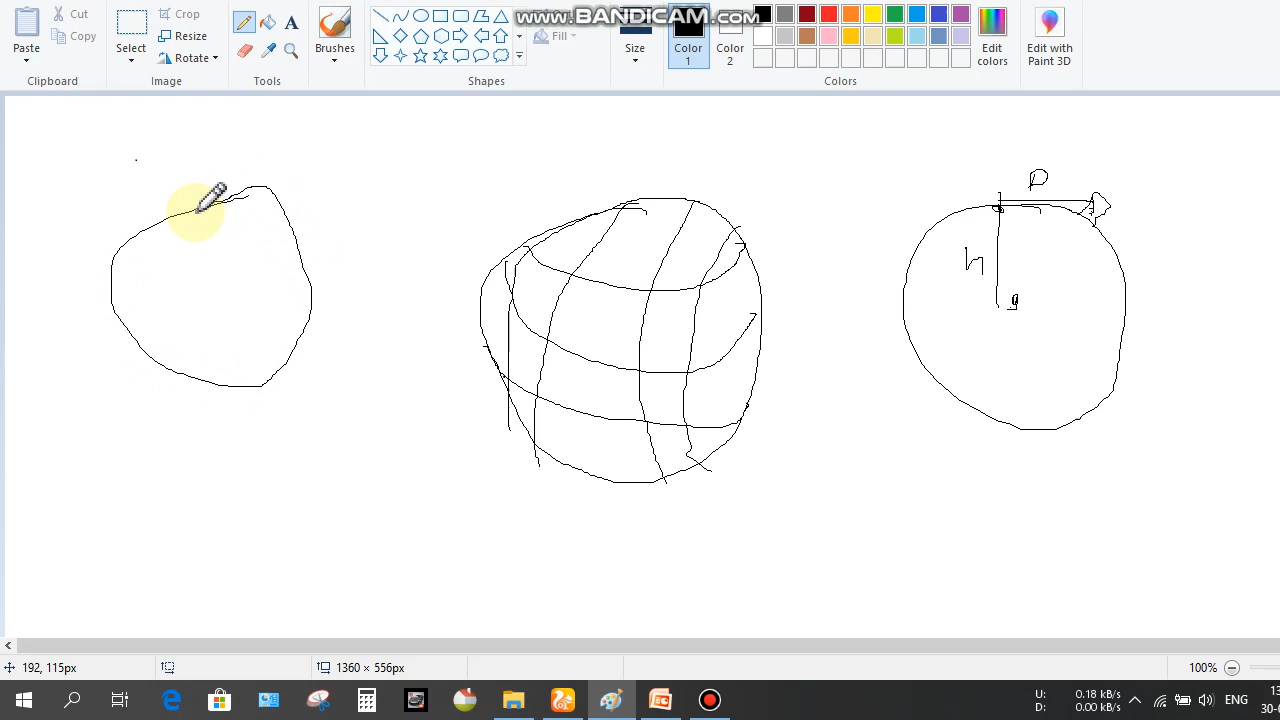 Paste
Cut
Copy
Clipboard
Select
Crop
Resize
Rotate
Image
Tools
Brushes
www.BANDICAM.com
Fill
Shapes
Size
Color
1
Color
2
Edit
colors
Edit with
Paint 3D
Colors
D
h
192, 115px
1360 × 556px
100%
U:
D:
0.18 kB/s
0.00 kB/s
ENG